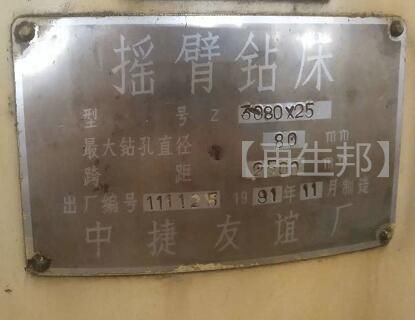 摇臂钻床
型号 Z 3080X25
最大钻孔直径 80 mm
跨距 2500 m
出厂编号 111125 1991年11月制造
中捷友谊厂
【再生邦】